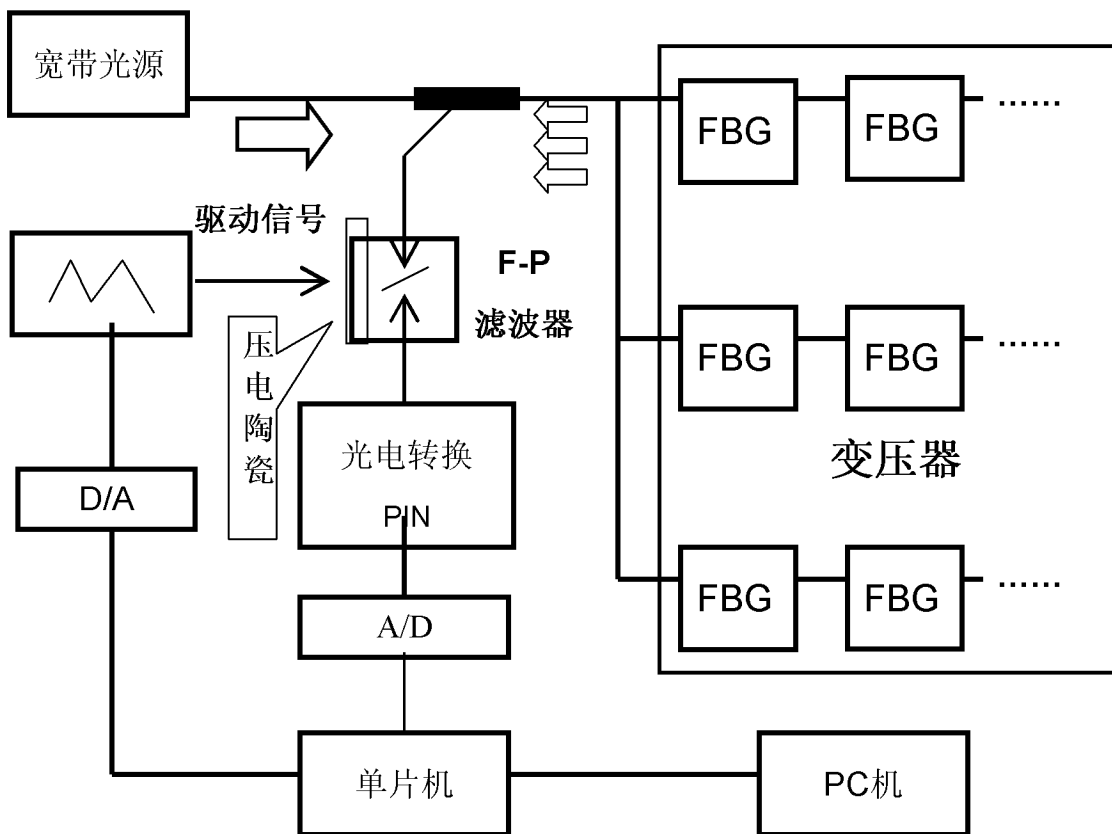 宽带光源
FBG
FBG
……
驱动信号
F-P
滤波器
压
电
陶
瓷
FBG
FBG
……
光电转换
PIN
变压器
D/A
FBG
FBG
……
A/D
单片机
PC机